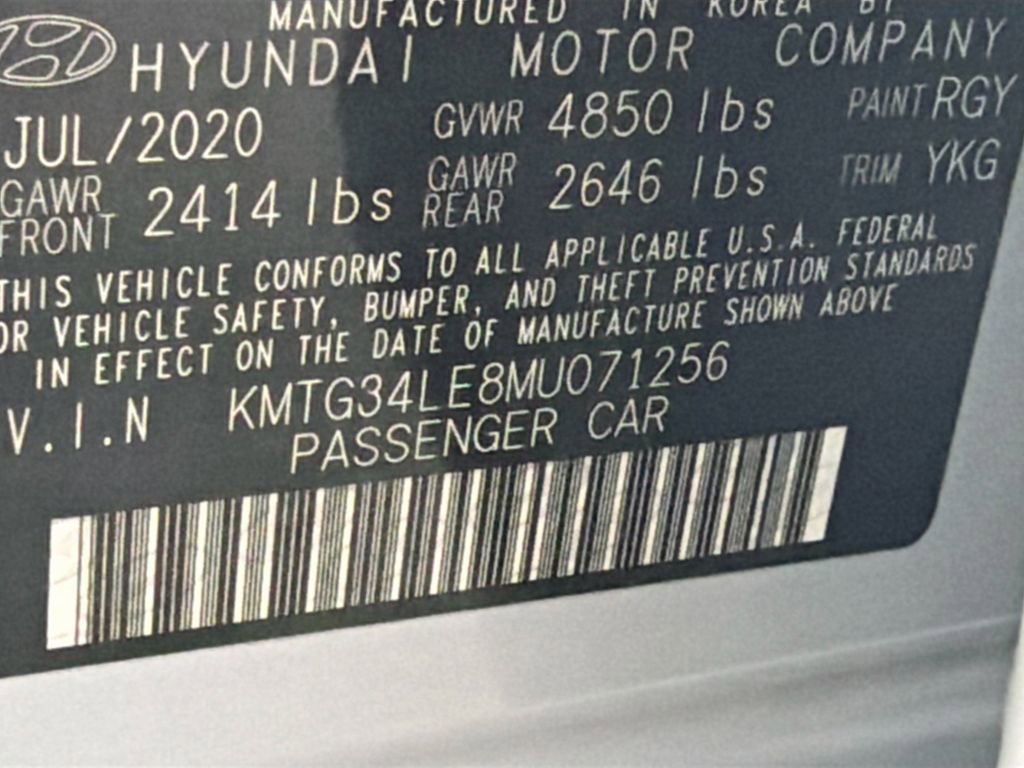 MANUFACTURED IN KOREA BY
HYUNDAI MOTOR COMPANY
JUL/2020 GVWR 4850 lbs PAINT RGY
GAWR FRONT 2414 lbs GAWR REAR 2646 lbs TRIM YKG
THIS VEHICLE CONFORMS TO ALL APPLICABLE U.S.A. FEDERAL
OR VEHICLE SAFETY, BUMPER, AND THEFT PREVENTION STANDARDS
IN EFFECT ON THE DATE OF MANUFACTURE SHOWN ABOVE
V.I.N KMTG34LE8MU071256
PASSENGER CAR